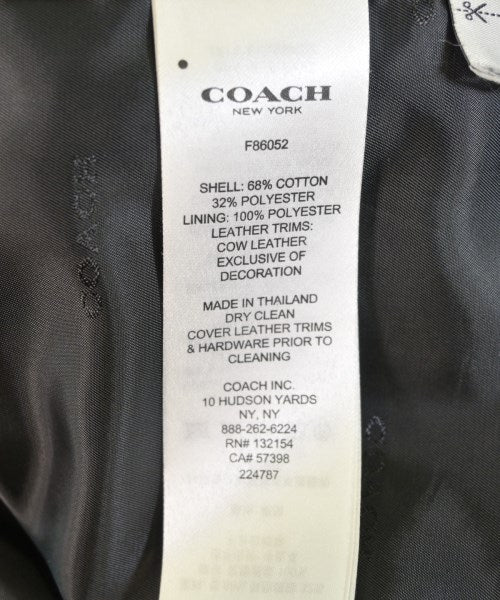 COACH
NEW YORK
F86052
SHELL: 68% COTTON
32% POLYESTER
LINING: 100% POLYESTER
LEATHER TRIMS:
COW LEATHER
EXCLUSIVE OF
DECORATION
MADE IN THAILAND
DRY CLEAN
COVER LEATHER TRIMS
& HARDWARE PRIOR TO
CLEANING
COACH INC.
10 HUDSON YARDS
NY, NY
888-262-6224
RN# 132154
CA# 57398
224787
COACH
COACH